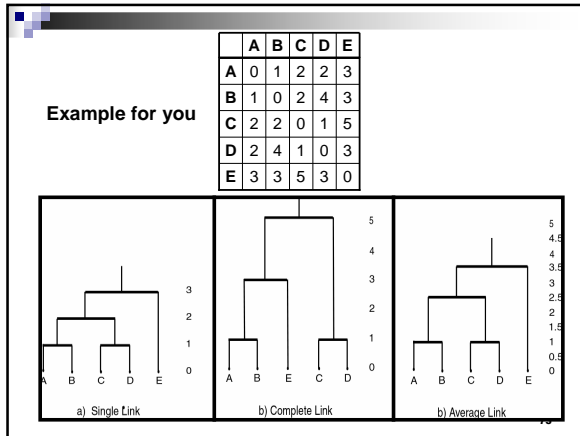 A B C D E
A 0 1 2 2 3
B 1 0 2 4 3
Example for you
C 2 2 0 1 5
D 2 4 1 0 3
E 3 3 5 3 0
3
2
1
0
A B C D E
a) Single Link
5
4
3
2
1
0
A B E C D
b) Complete Link
5
4.5
4
3.5
3
2.5
2
1.5
1
0.5
0
A B C D E
b) Average Link